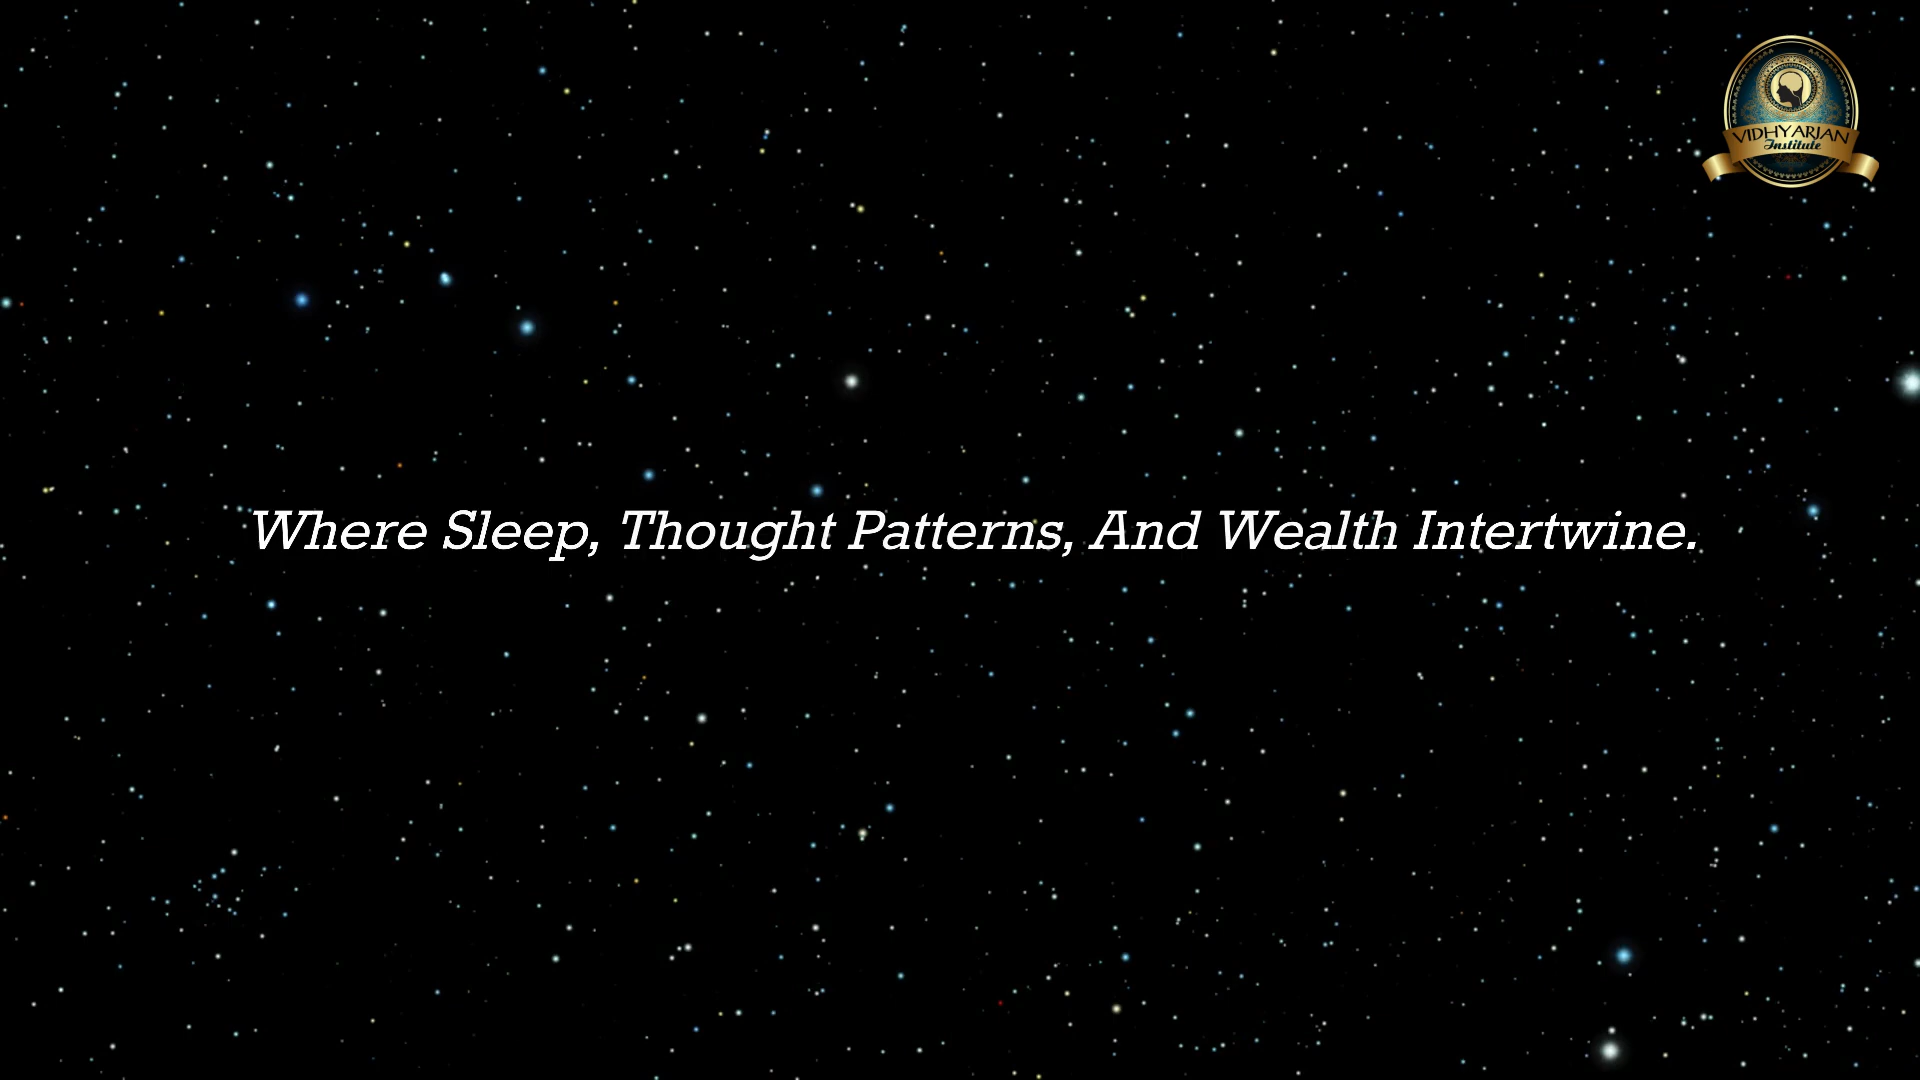 VIDHYARJAN
Institute
Where Sleep, Thought Patterns, And Wealth Intertwine.